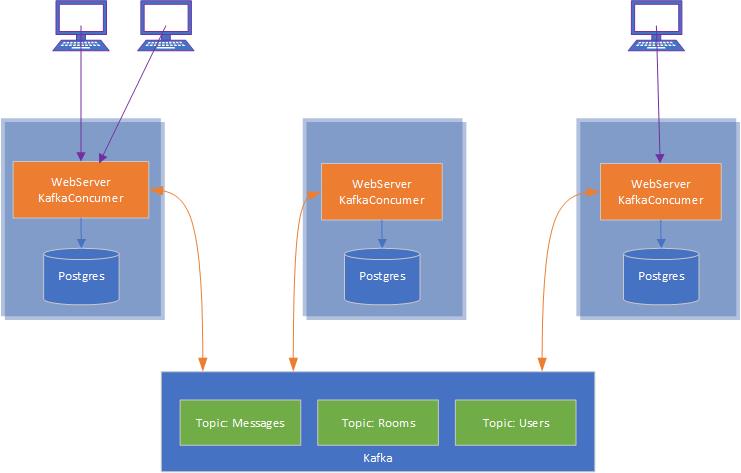 WebServer
KafkaConcumer
Postgres
WebServer
KafkaConcumer
Postgres
WebServer
KafkaConcumer
Postgres
Topic: Messages
Topic: Rooms
Topic: Users
Kafka